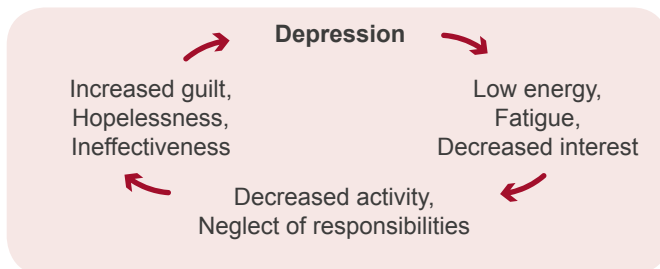 Depression
Low energy,
Fatigue,
Decreased interest
Decreased activity,
Neglect of responsibilities
Increased guilt,
Hopelessness,
Ineffectiveness